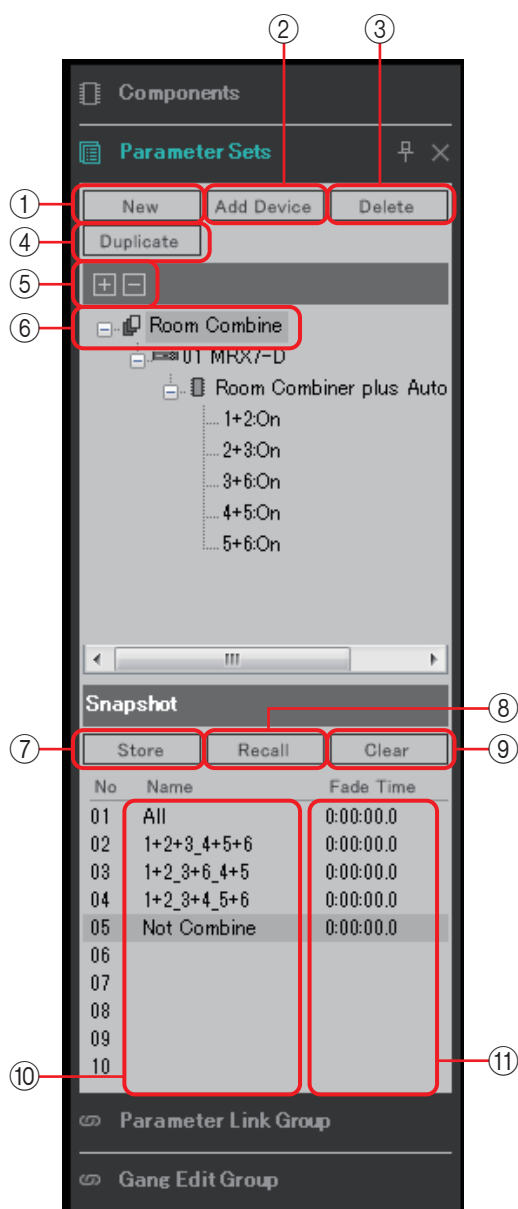 ② ③
Components
Parameter Sets
① New Add Device Delete
④ Duplicate
⑤
⑥ Room Combine
01 MRX7-D
Room Combiner plus Auto
1+2:On
2+3:On
3+6:On
4+5:On
5+6:On
Snapshot
⑧
⑦ Store Recall Clear ⑨
No Name Fade Time
01 All 0:00:00.0
02 1+2+3_4+5+6 0:00:00.0
03 1+2_3+6_4+5 0:00:00.0
04 1+2_3+4_5+6 0:00:00.0
05 Not Combine 0:00:00.0
06
07
08
09
10
⑩ ⑪
Parameter Link Group
Gang Edit Group